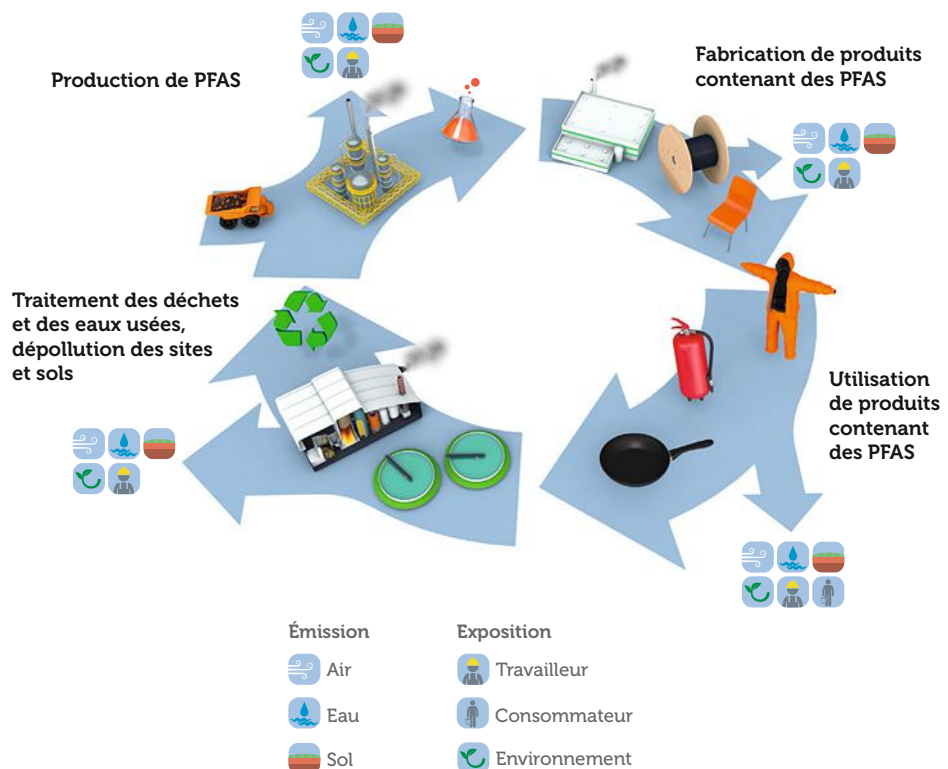 Production de PFAS
Fabrication de produits
contenant des PFAS
Traitement des déchets
et des eaux usées,
dépollution des sites
et sols
Utilisation
de produits
contenant
des PFAS
Émission
Air
Eau
Sol
Exposition
Travailleur
Consommateur
Environnement